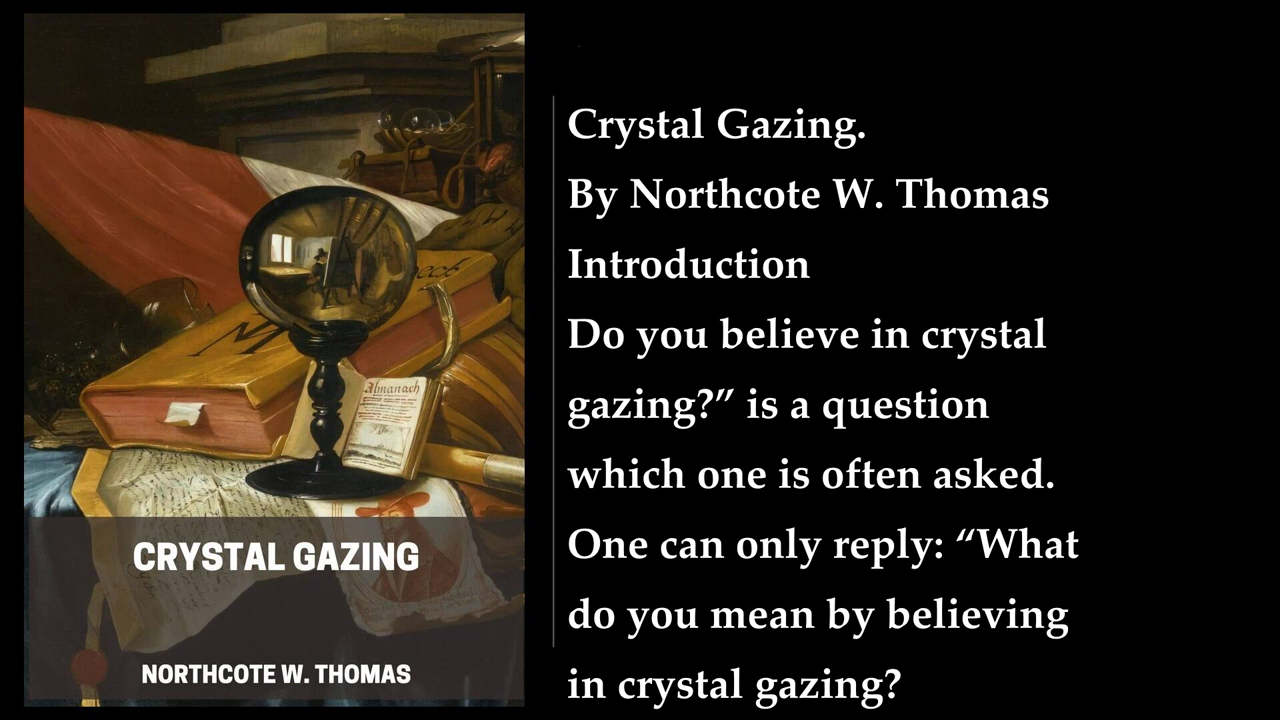 Almanach
CRYSTAL GAZING
NORTHCOTE W. THOMAS
Crystal Gazing.
By Northcote W. Thomas
Introduction
Do you believe in crystal
gazing?” is a question
which one is often asked.
One can only reply: “What
do you mean by believing
in crystal gazing?